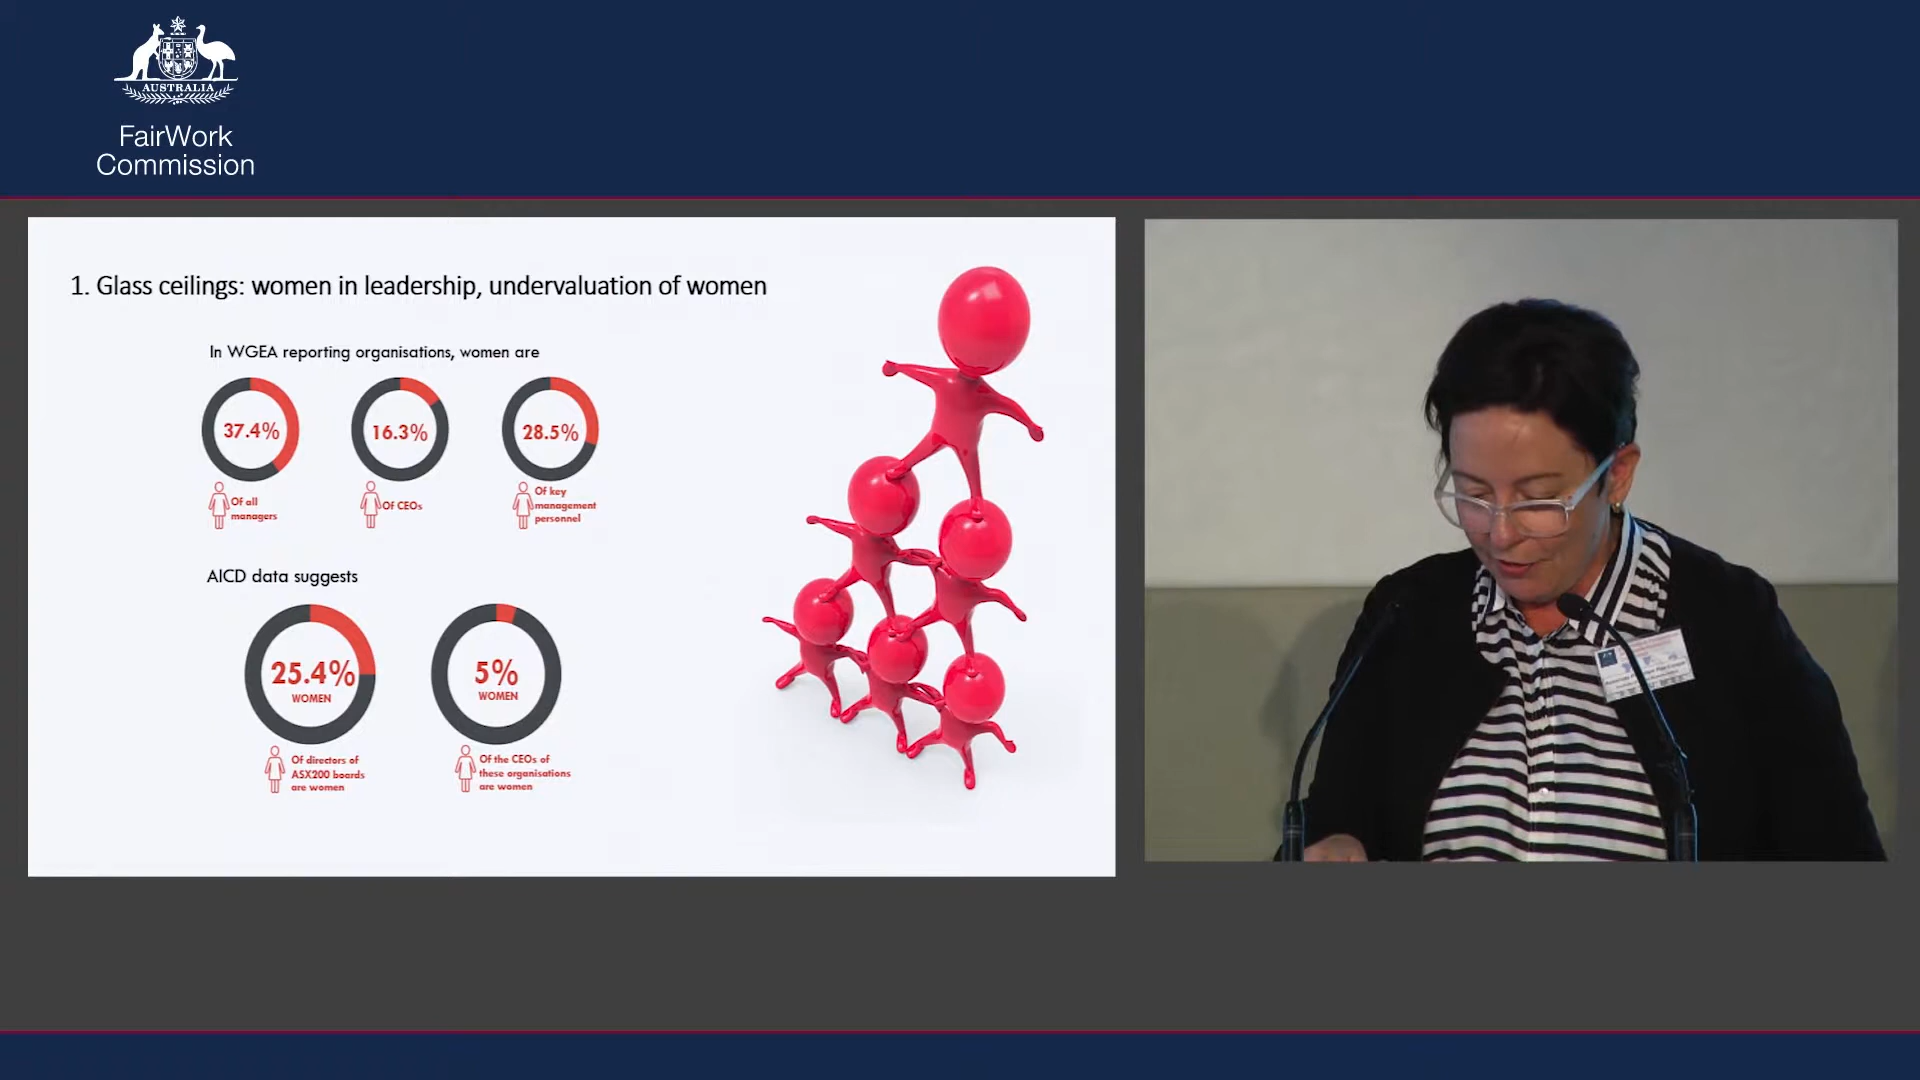 AUSTRALIA
FairWork
Commission
1. Glass ceilings: women in leadership, undervaluation of women
In WGEA reporting organisations, women are
37.4%
16.3%
28.5%
Of all
managers
Of CEOs
Of key
management
personnel
AICD data suggests
25.4%
WOMEN
5%
WOMEN
Of directors of
ASX200 boards
are women
Of the CEOs of
these organisations
are women